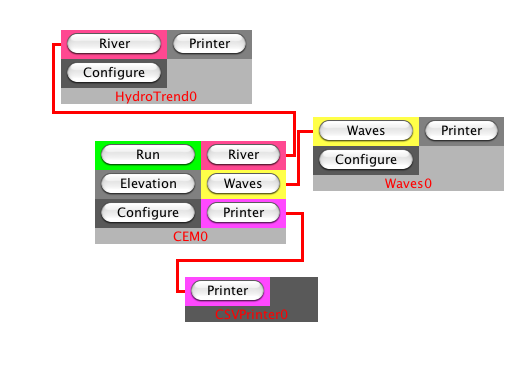 River Printer
Configure
HydroTrend0
Waves Printer
Configure
Waves0
Run River
Elevation Waves
Configure Printer
CEM0
Printer
CSVPrinter0